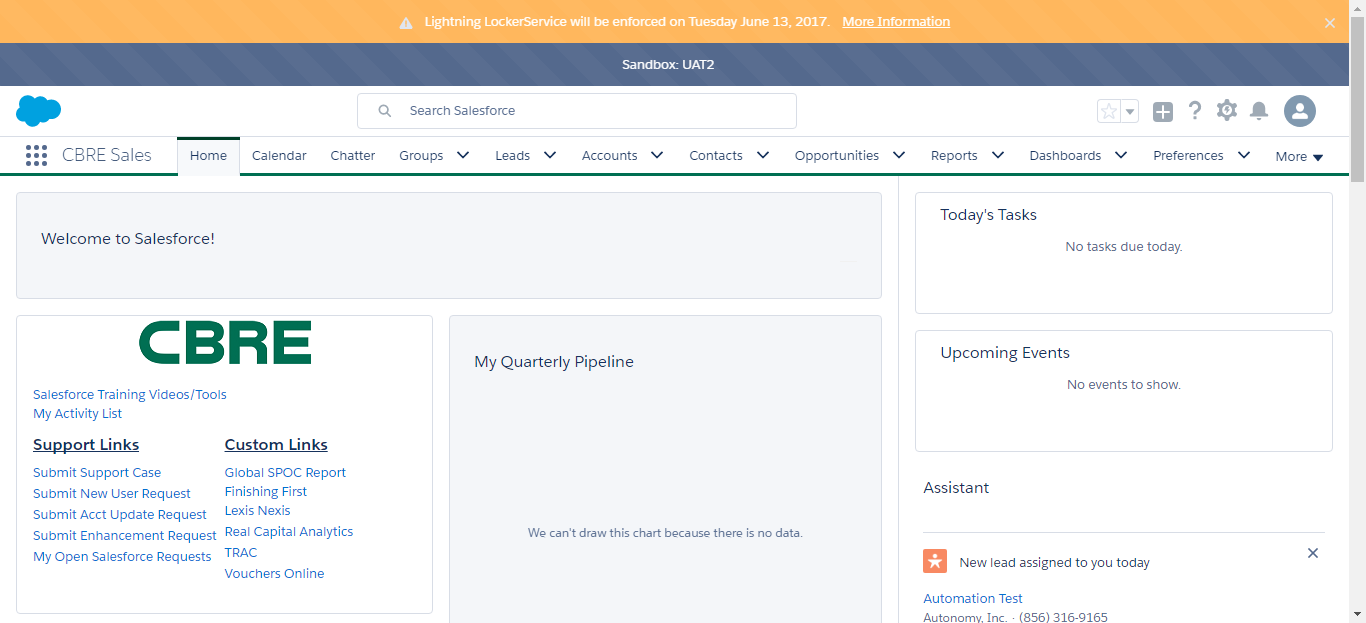 Lightning LockerService will be enforced on Tuesday June 13, 2017. More Information
Sandbox: UAT2
Search Salesforce
CBRE Sales Home Calendar Chatter Groups Leads Accounts Contacts Opportunities Reports Dashboards Preferences More
Welcome to Salesforce!
CBRE
Salesforce Training Videos/Tools
My Activity List
Support Links
Submit Support Case
Submit New User Request
Submit Acct Update Request
Submit Enhancement Request
My Open Salesforce Requests
Custom Links
Global SPOC Report
Finishing First
Lexis Nexis
Real Capital Analytics
TRAC
Vouchers Online
My Quarterly Pipeline
We can't draw this chart because there is no data.
Today's Tasks
No tasks due today.
Upcoming Events
No events to show.
Assistant
New lead assigned to you today
Automation Test
Autonomy, Inc. · (856) 316-9165